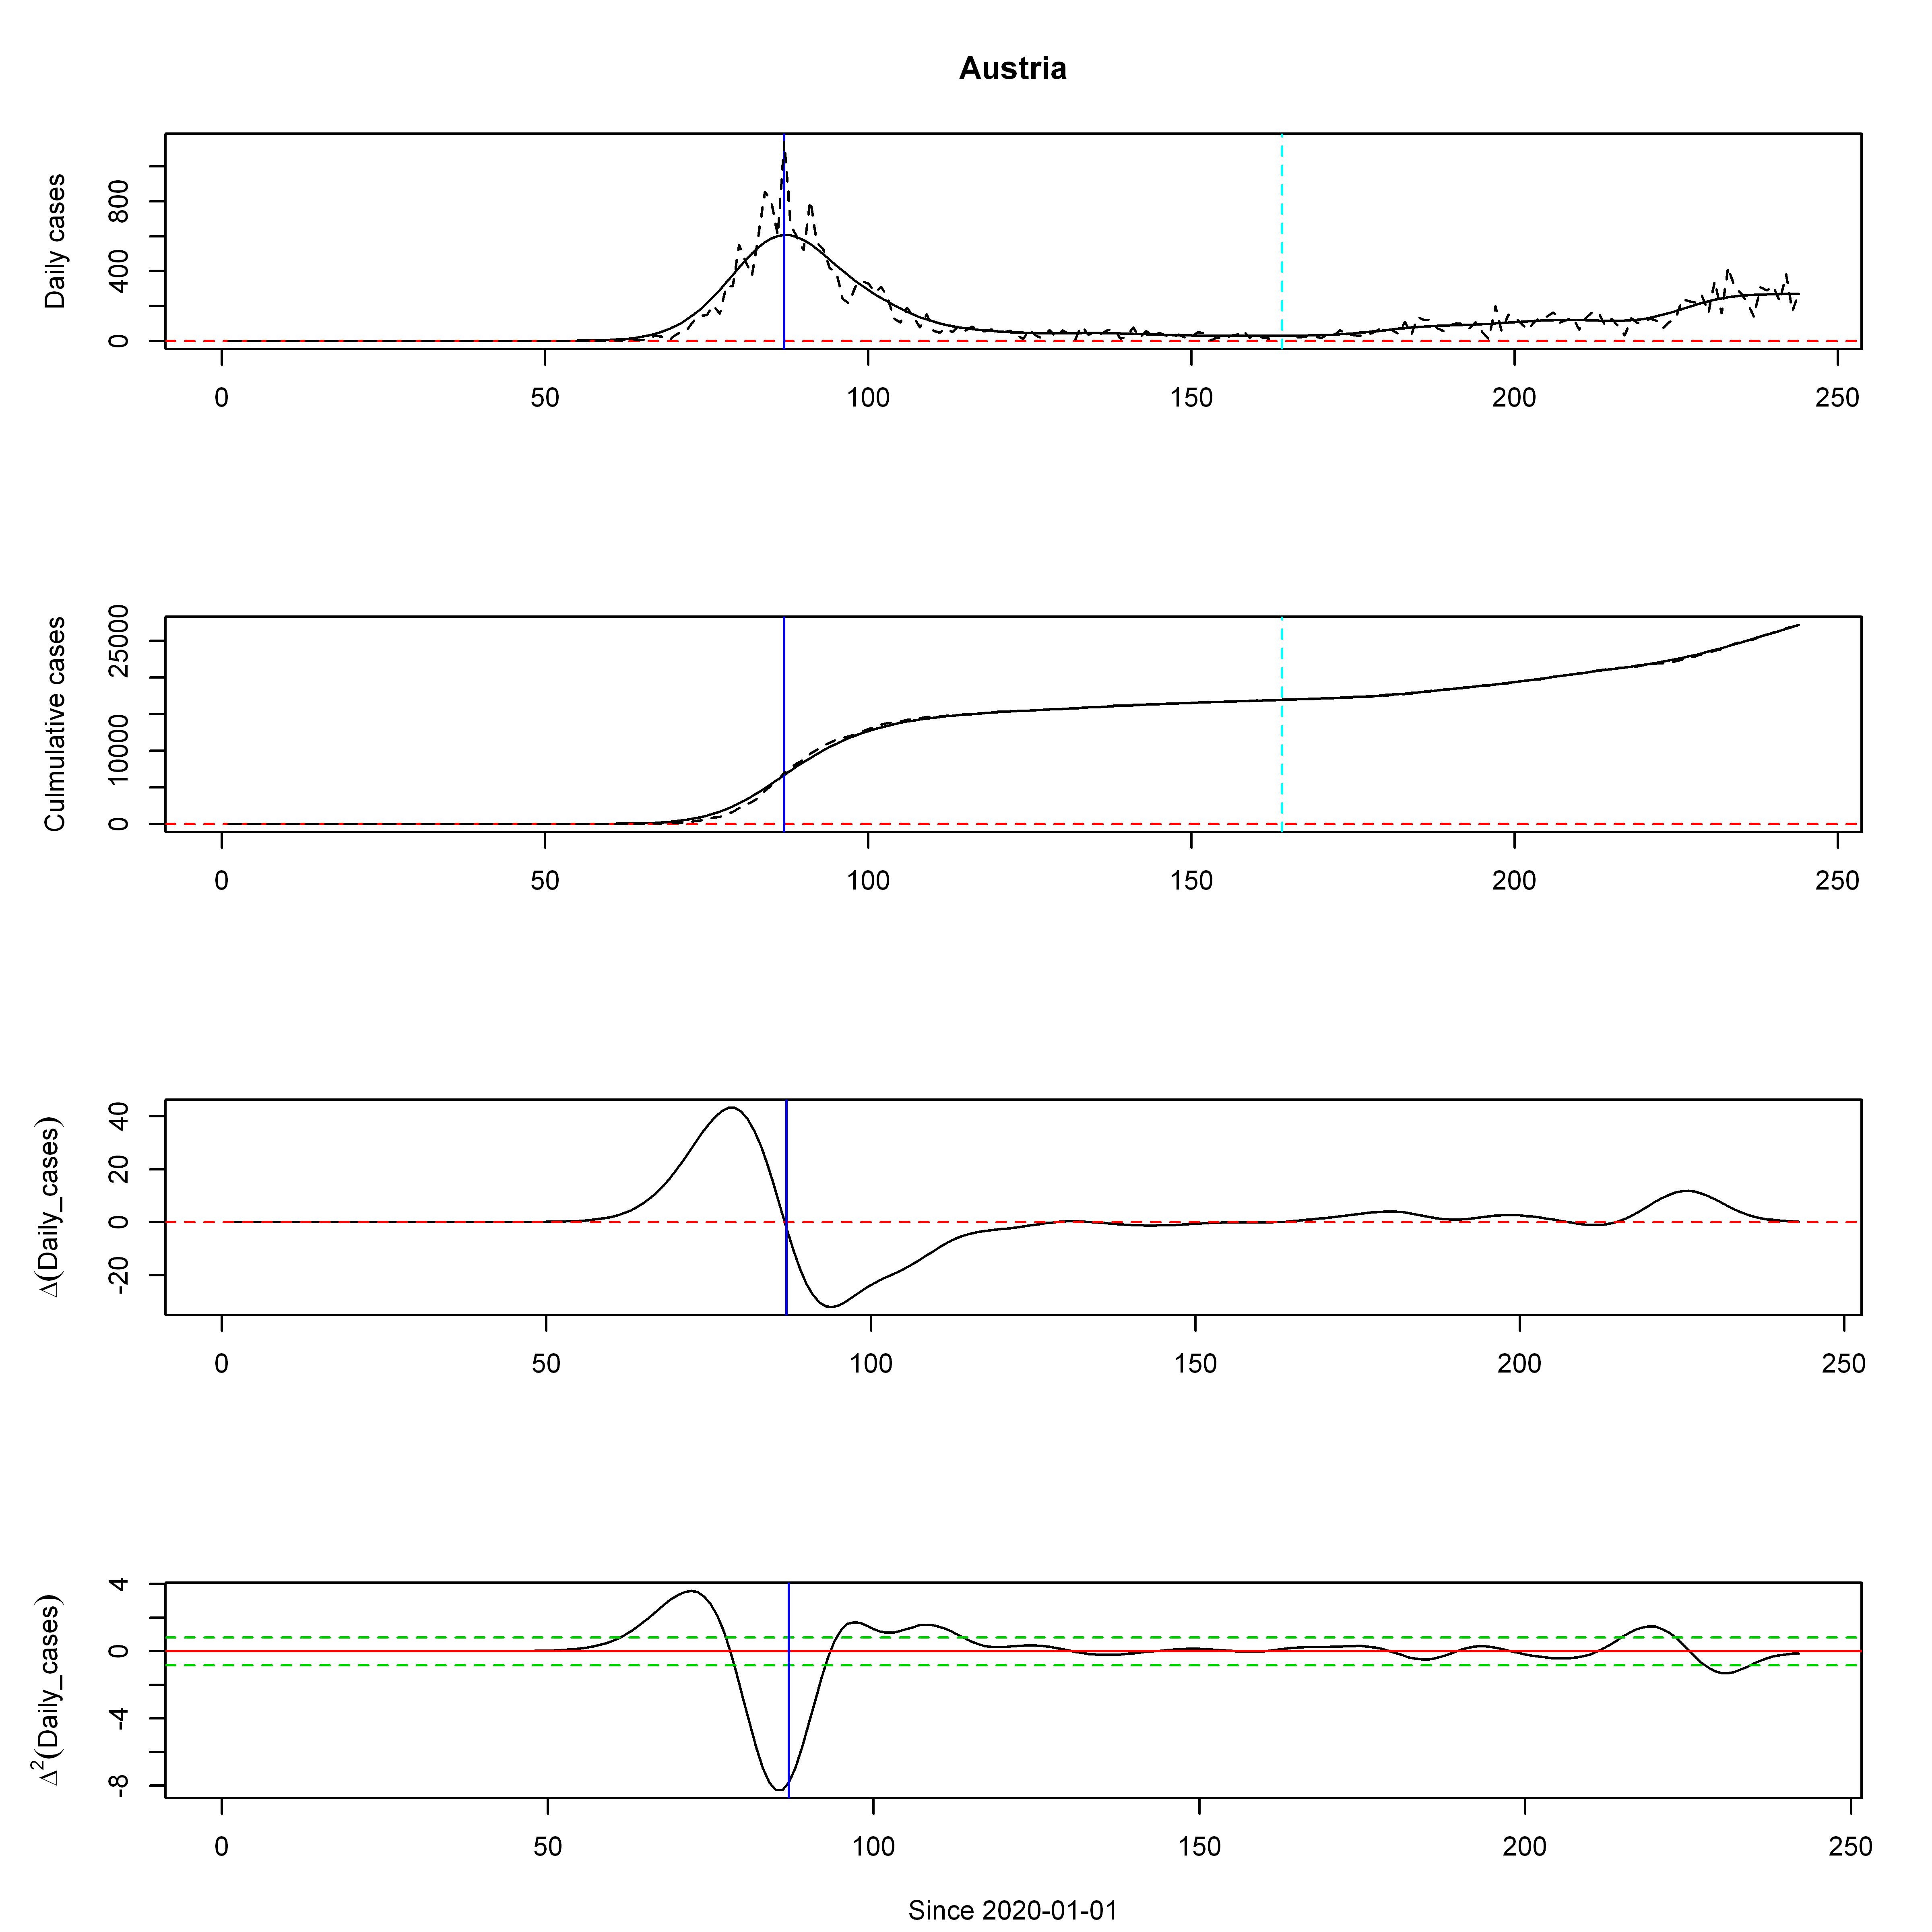 Austria
Daily cases
0 400 800
0 50 100 150 200 250
Culmulative cases
0 10000 25000
0 50 100 150 200 250
Δ(Daily_cases)
-20 0 20 40
0 50 100 150 200 250
Δ²(Daily_cases)
-8 -4 0 4
0 50 100 150 200 250
Since 2020-01-01